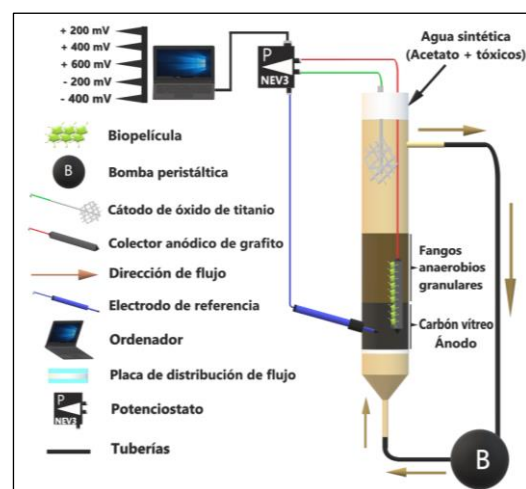 + 200 mV
+ 400 mV
+ 600 mV
- 200 mV
- 400 mV
P
NEV3
Agua sintética
(Acetato + tóxicos)
Biopelícula
B
Bomba peristáltica
Cátodo de óxido de titanio
Colector anódico de grafito
Dirección de flujo
Electrodo de referencia
Ordenador
Placa de distribución de flujo
P
NEV3
Potenciostato
Tuberías
Fangos
anaerobios
granulares
Carbón vítreo
Ánodo
B